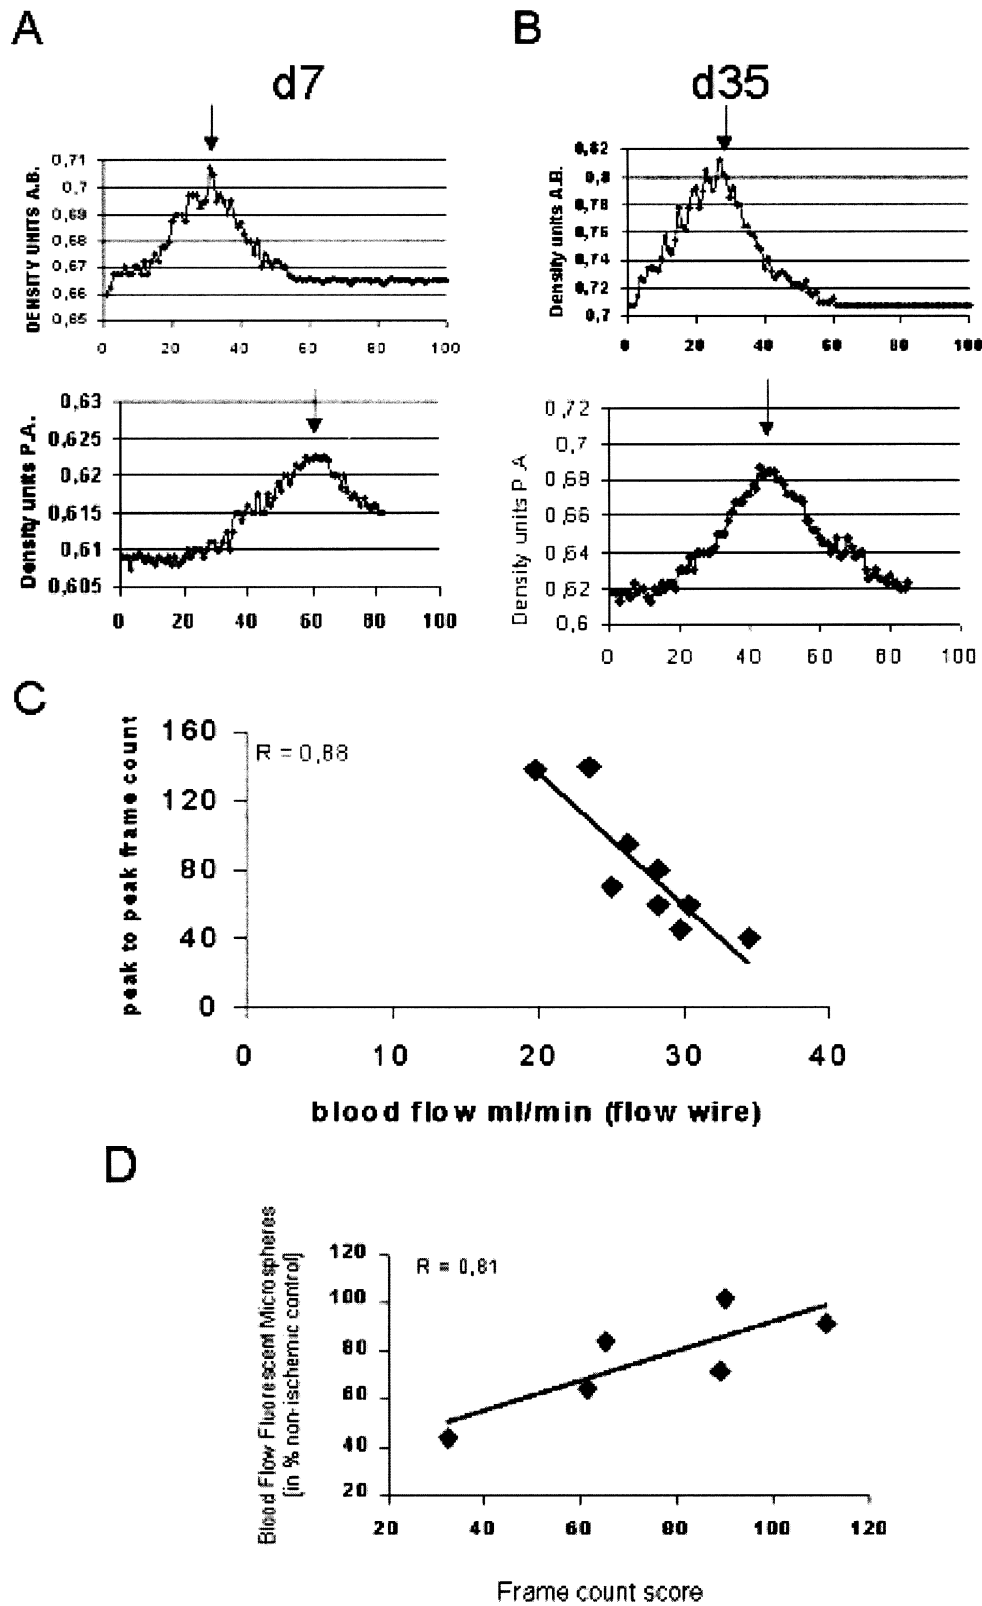 A
B
d7
d35
DENSITY UNITS A.B.
0,71
0,7
0,69
0,68
0,67
0,66
0,65
0 20 40 60 80 100
Density units A.B.
0,82
0,8
0,78
0,76
0,74
0,72
0,7
0 20 40 60 80 100
Density units P.A.
0,63
0,625
0,62
0,615
0,61
0,605
0 20 40 60 80 100
Density units P.A
0,72
0,7
0,68
0,66
0,64
0,62
0,6
0 20 40 60 80 100
C
peak to peak frame count
160
120
80
40
0
R = 0,88
0 10 20 30 40
blood flow ml/min (flow wire)
D
Blood Flow Fluorescent Microspheres
[in % non-ischemic control]
120
100
80
60
40
20
R = 0,81
20 40 60 80 100 120
Frame count score